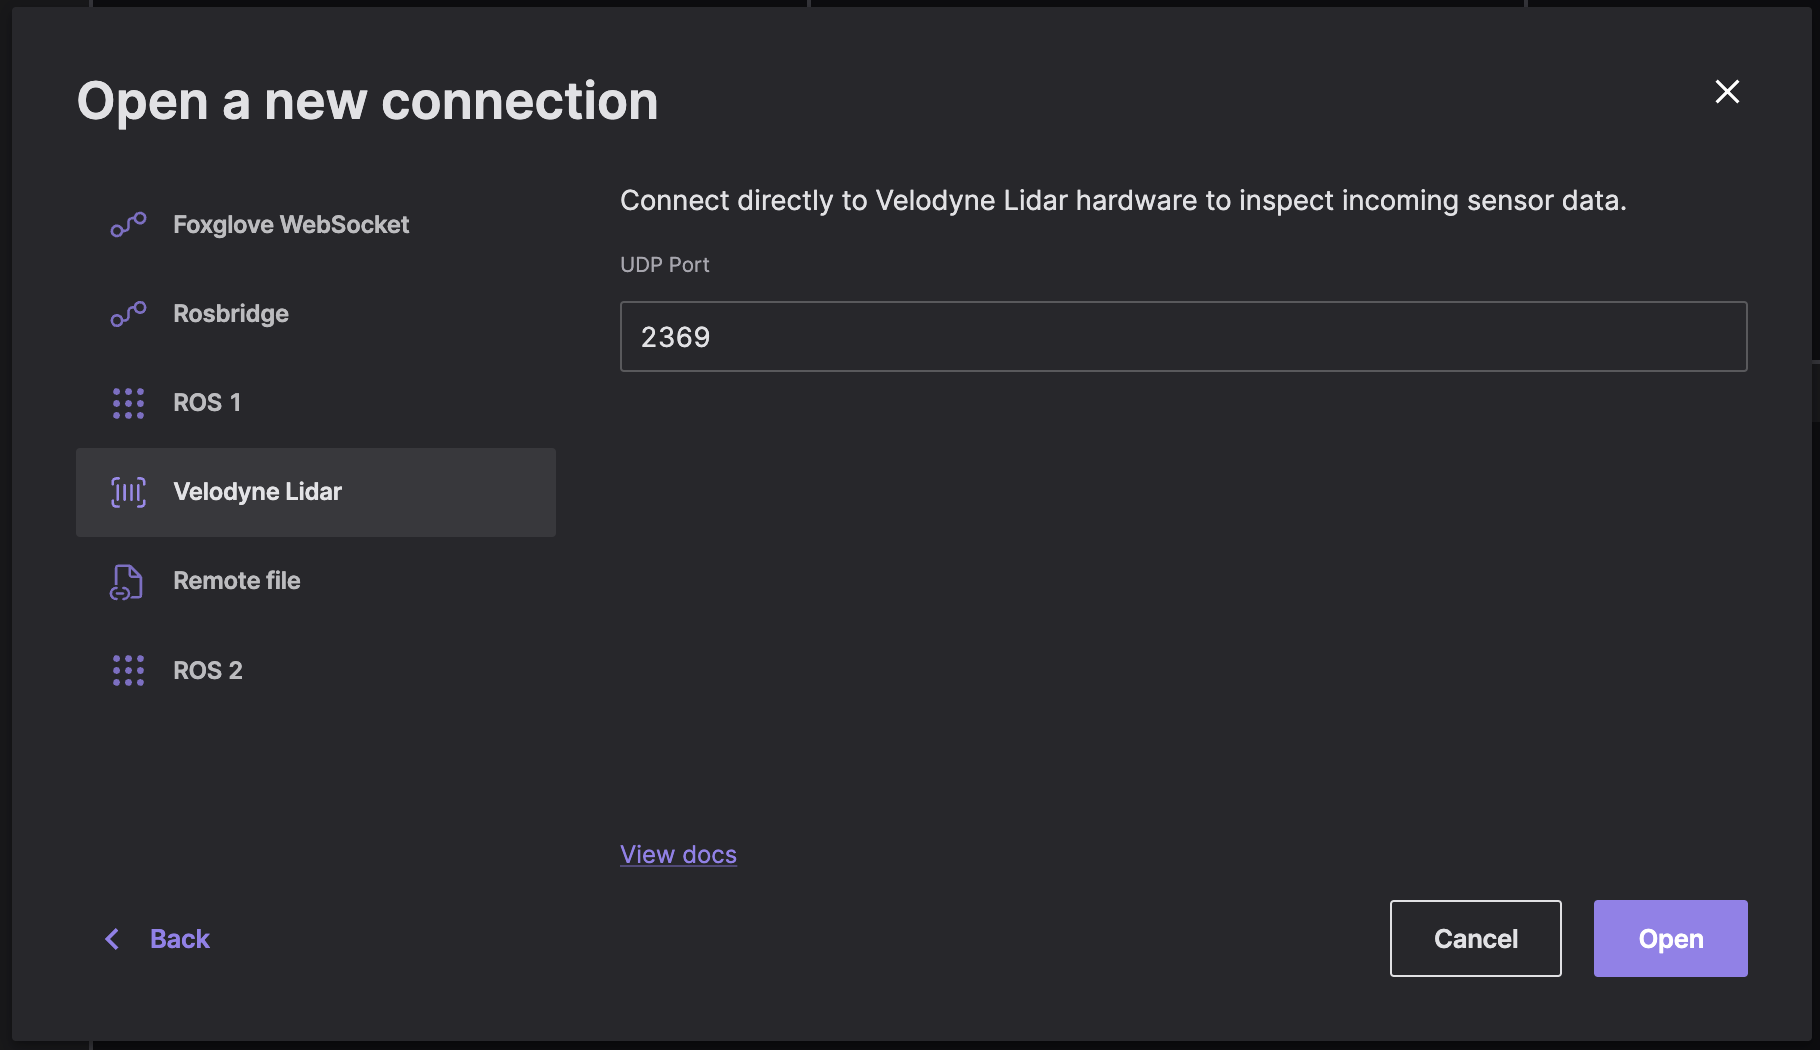 Open a new connection
Foxglove WebSocket
Rosbridge
ROS 1
Velodyne Lidar
Remote file
ROS 2
Connect directly to Velodyne Lidar hardware to inspect incoming sensor data.
UDP Port
2369
View docs
Back
Cancel
Open